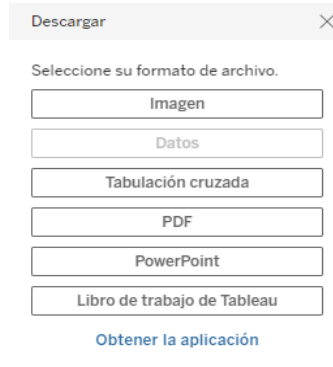 Descargar
Seleccione su formato de archivo.
Imagen
Datos
Tabulación cruzada
PDF
PowerPoint
Libro de trabajo de Tableau
Obtener la aplicación